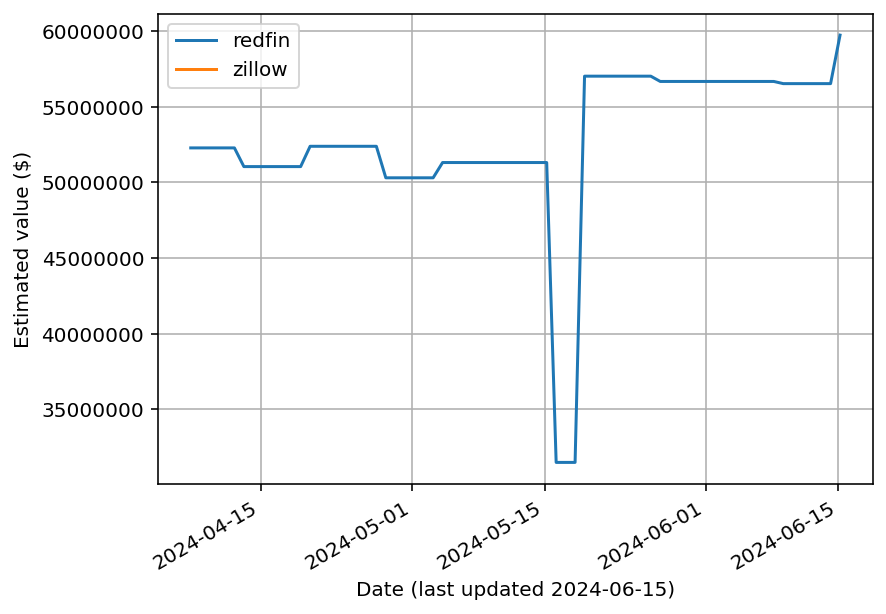 redfin
zillow
60000000
55000000
50000000
45000000
40000000
35000000
Estimated value ($)
2024-04-15
2024-05-01
2024-05-15
2024-06-01
2024-06-15
Date (last updated 2024-06-15)